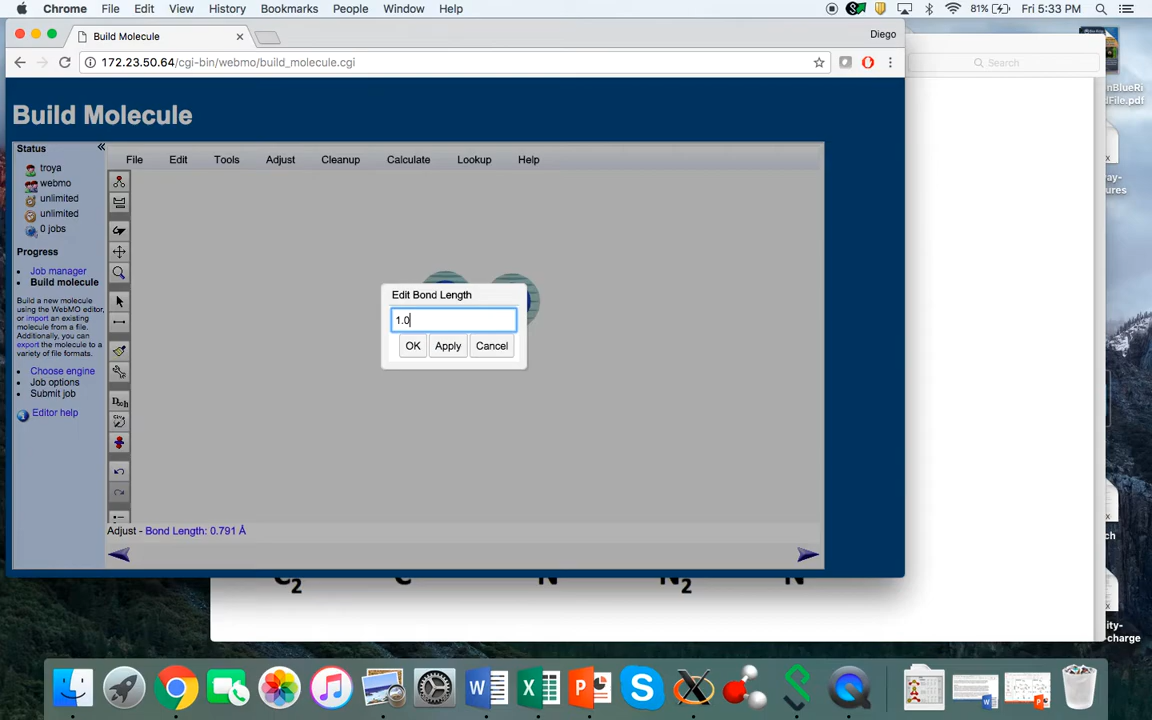 Chrome File Edit View History Bookmarks People Window Help 81% Fri 5:33 PM
Build Molecule
Diego
172.23.50.64/cgi-bin/webmo/build_molecule.cgi
Search
Build Molecule
Status
troya
webmo
unlimited
unlimited
0 jobs
Progress
Job manager
Build molecule
Build a new molecule
using the WebMO editor,
or import an existing
molecule from a file.
Additionally, you can
export the molecule to a
variety of file formats.
Choose engine
Job options
Submit job
Editor help
File Edit Tools Adjust Cleanup Calculate Lookup Help
Edit Bond Length
1.0
OK Apply Cancel
Adjust - Bond Length: 0.791 Å